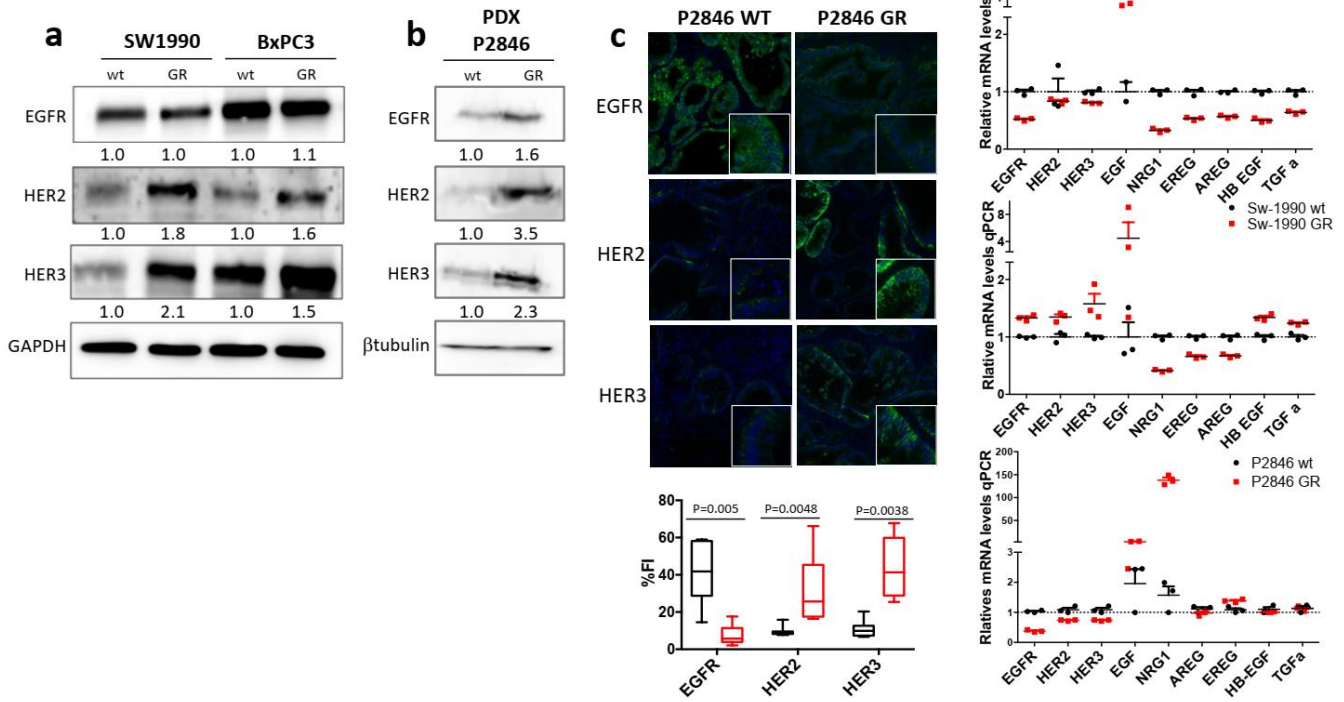 a
SW1990 BxPC3
wt GR wt GR
EGFR
1.0 1.0 1.0 1.1
HER2
1.0 1.8 1.0 1.6
HER3
1.0 2.1 1.0 1.5
GAPDH
b
PDX
P2846
wt GR
EGFR
1.0 1.6
HER2
1.0 3.5
HER3
1.0 2.3
βtubulin
c
P2846 WT P2846 GR
EGFR
HER2
HER3
%FI
80
60
40
20
0
P=0.005 P=0.0048 P=0.0038
EGFR HER2 HER3
Relative mRNA levels
2
1
0
EGFR HER2 HER3 EGF NRG1 EREG AREG HB EGF TGF a
Rlative mRNA levels qPCR
8
4
2
1
0
Sw-1990 wt
Sw-1990 GR
EGFR HER2 HER3 EGF NRG1 EREG AREG HB EGF TGF a
Relatives mRNA levels qPCR
200
150
100
50
3
2
1
0
P2846 wt
P2846 GR
EGFR HER2 HER3 EGF NRG1 AREG EREG HB-EGF TGFa